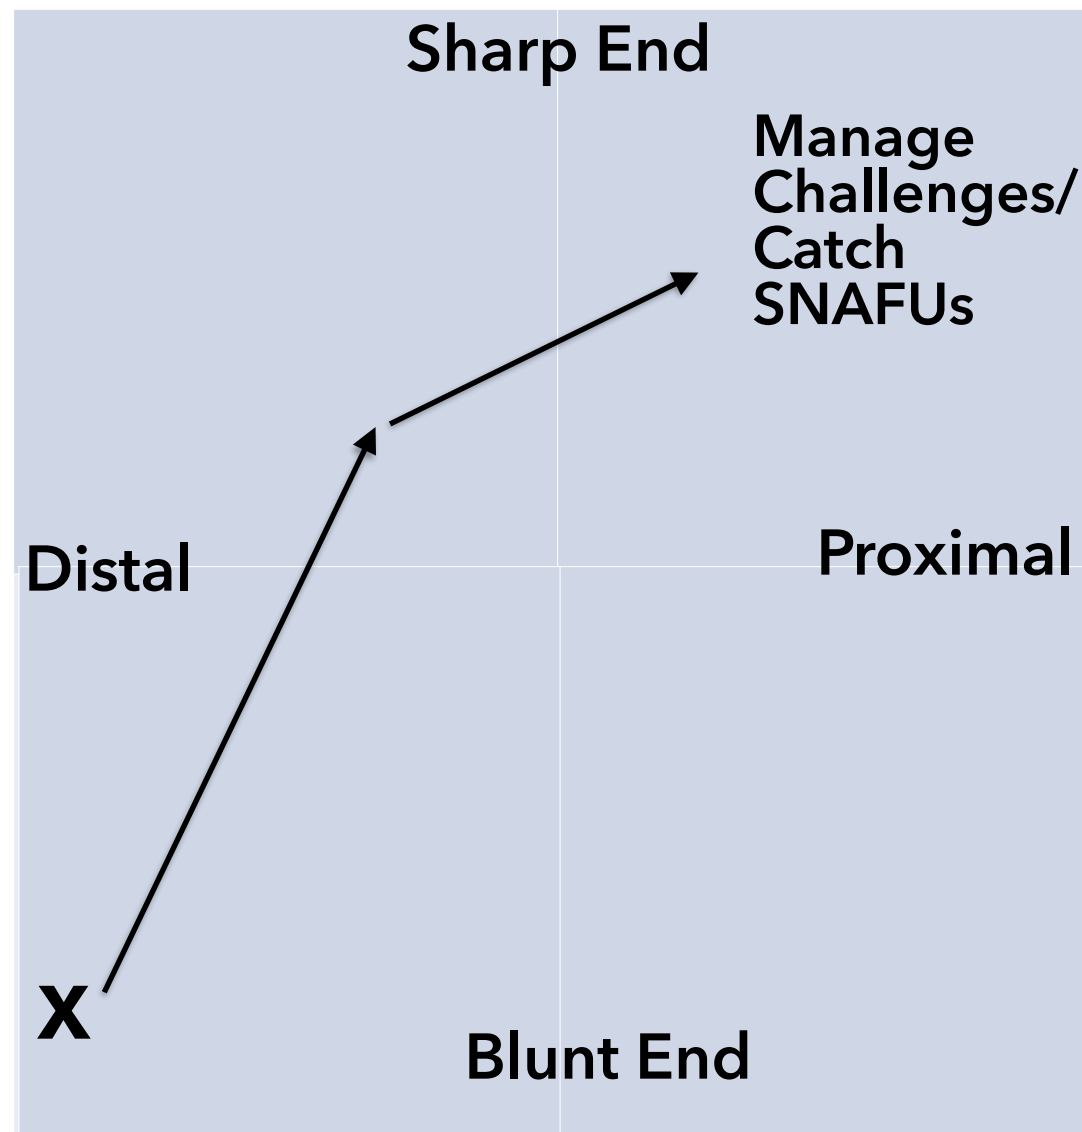 Sharp End
Manage
Challenges/
Catch
SNAFUs
Distal
Proximal
X
Blunt End